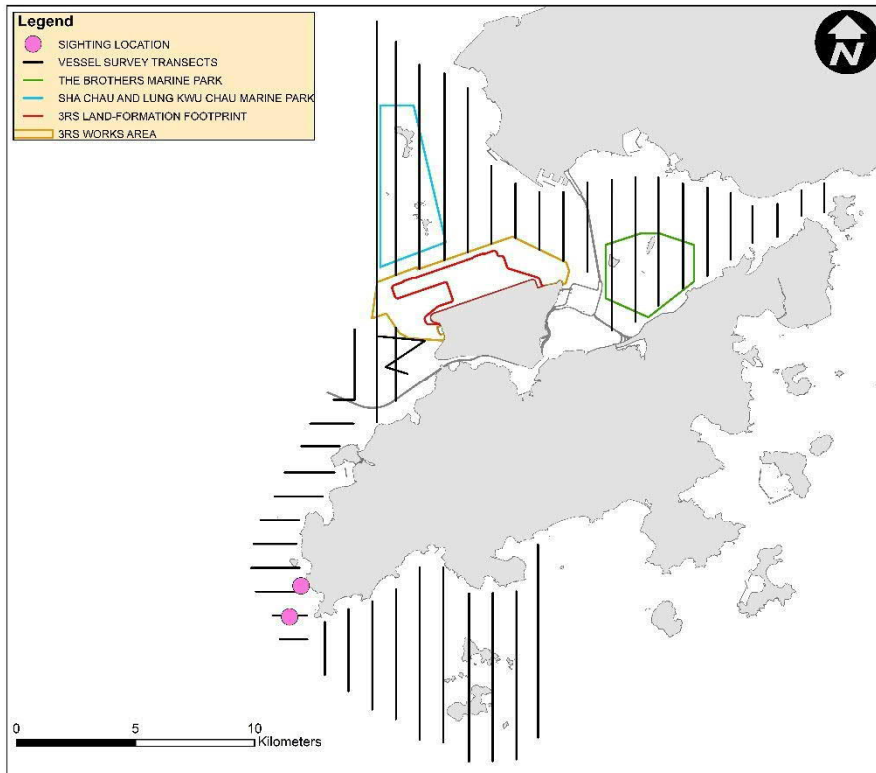 Legend
SIGHTING LOCATION
VESSEL SURVEY TRANSECTS
THE BROTHERS MARINE PARK
SHA CHAU AND LUNG KWU CHAU MARINE PARK
3RS LAND-FORMATION FOOTPRINT
3RS WORKS AREA
N
0 5 10
Kilometers